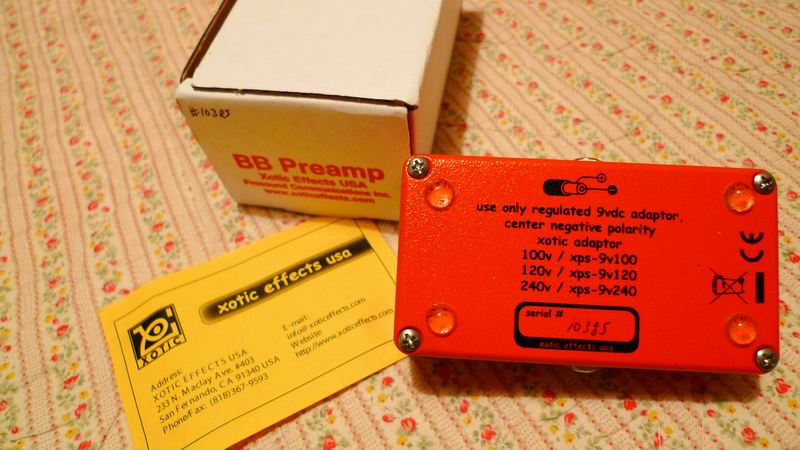 #10385
BB Preamp
Xotic Effects USA
Prosound Communications Inc.
www.xoticeffects.com
use only regulated 9vdc adaptor,
center negative polarity
xotic adaptor
100v / xps-9v100
120v / xps-9v120
240v / xps-9v240
CE
serial #
10385
xotic effects usa
xotic effects usa
XOTIC
Address:
XOTIC EFFECTS USA
233 N. Maclay Ave. #403
San Fernando, CA 91340 USA
Phone/Fax: (818)367-9593
E-mail:
info@xoticeffects.com
Website:
http://www.xoticeffects.com